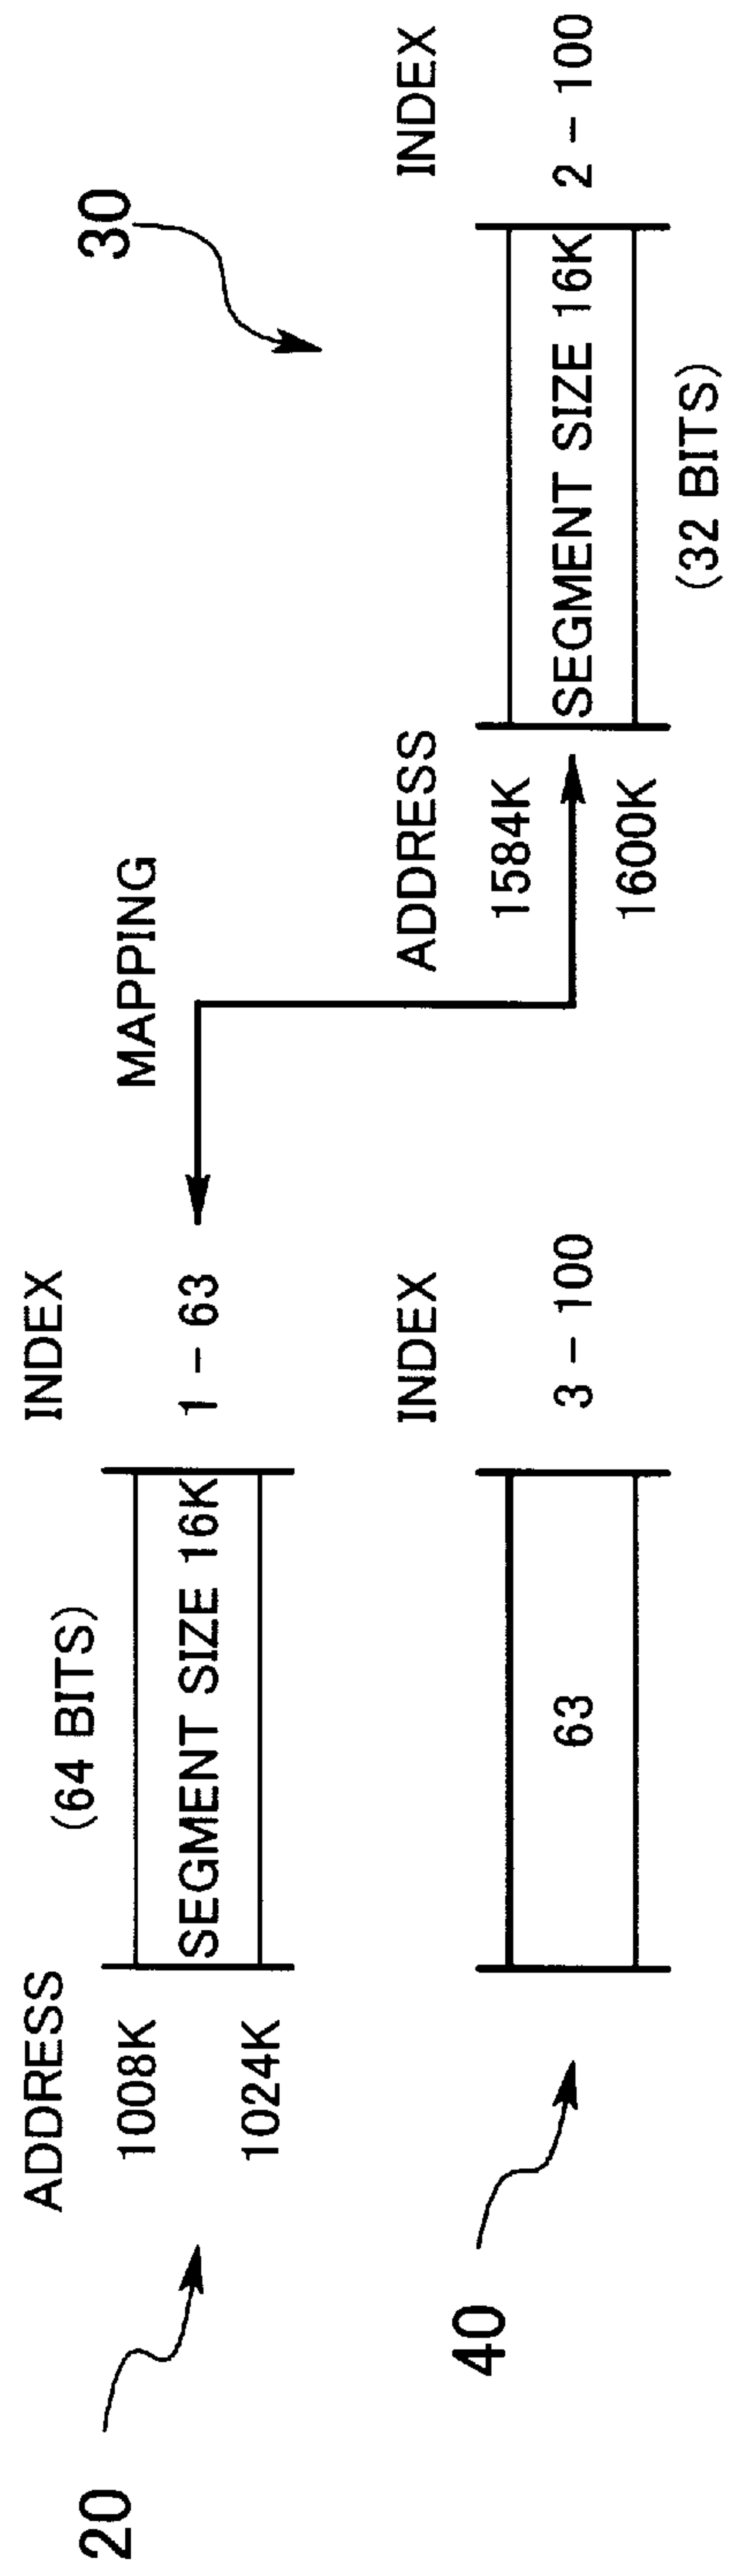 20
ADDRESS
1008K
1024K
(64 BITS)
SEGMENT SIZE 16K
INDEX
1 - 63
MAPPING
30
40
63
INDEX
3 - 100
ADDRESS
1584K
1600K
SEGMENT SIZE 16K
(32 BITS)
INDEX
2 - 100